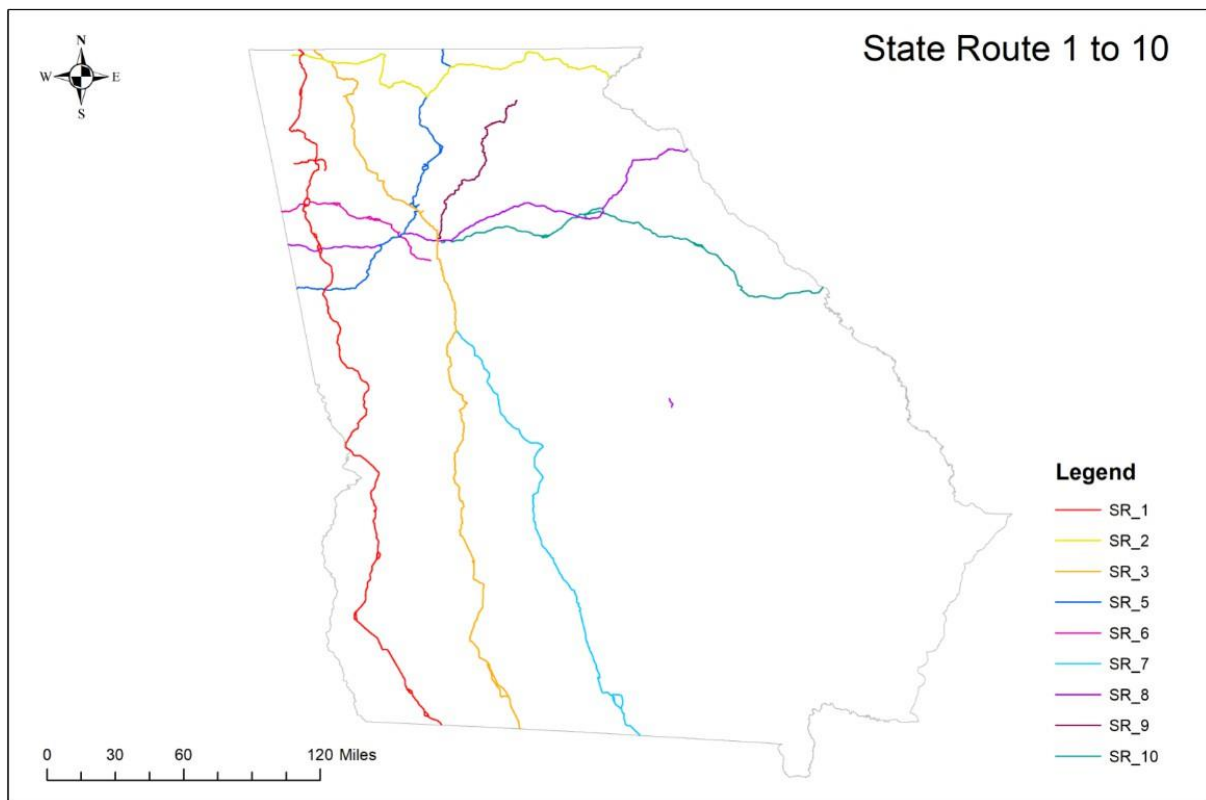 State Route 1 to 10
N
W E
S
Legend
SR_1
SR_2
SR_3
SR_5
SR_6
SR_7
SR_8
SR_9
SR_10
0 30 60 120 Miles